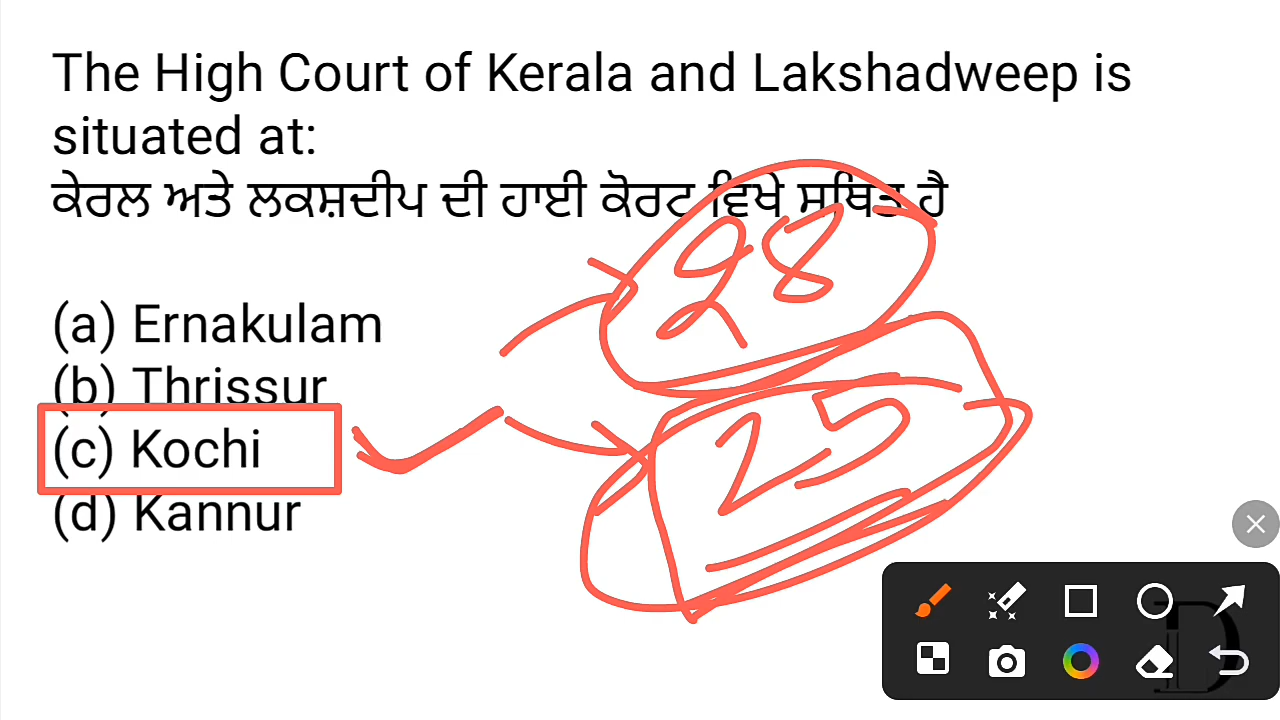 The High Court of Kerala and Lakshadweep is
situated at:
ਕੇਰਲ ਅਤੇ ਲਕਸ਼ਦੀਪ ਦੀ ਹਾਈ ਕੋਰਟ ਵਿਖੇ ਸਥਿਤ ਹੈ
28
(a) Ernakulam
(b) Thrissur
(c) Kochi
25
(d) Kannur
D